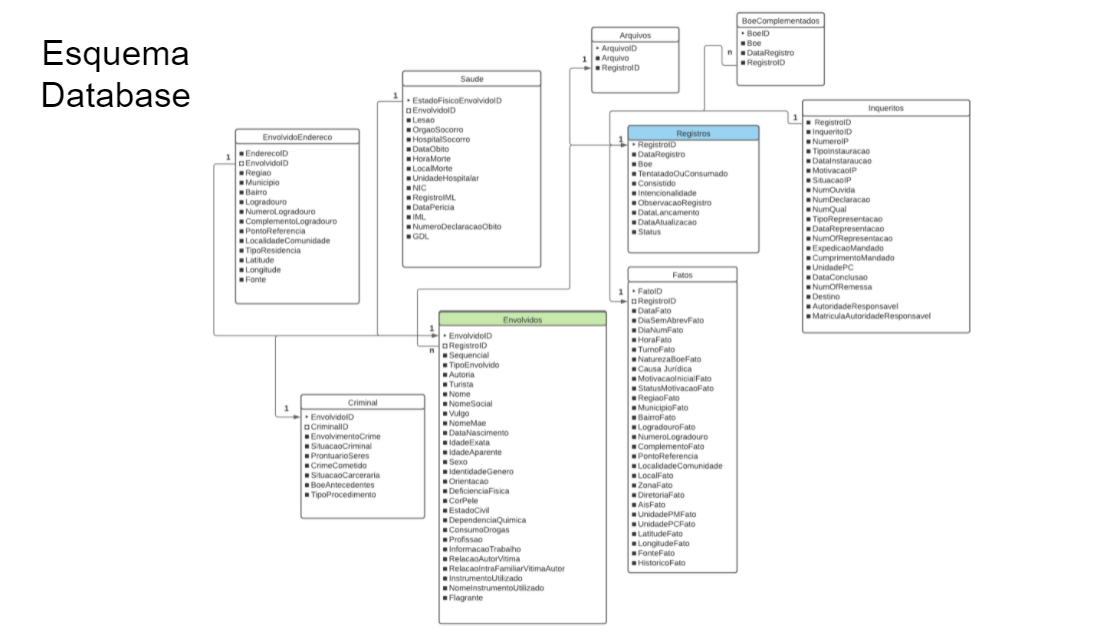 Esquema
Database
EnvolvidoEndereco
EnderecoID
EnvolvidoID
Regiao
Municipio
Bairro
Logradouro
NumeroLogradouro
ComplementoLogradouro
PontoReferencia
LocalidadeComunidade
TipoResidencia
Latitude
Longitude
Fonte
1
Saude
EstadoFisicoEnvolvidoID
EnvolvidoID
Lesao
OrgaoSocorro
HospitalSocorro
DataObito
HoraMorte
LocalMorte
UnidadeHospitalar
NIC
RegistroIML
DataPericia
IML
NumeroDeclaracaoObito
GDL
1
Arquivos
ArquivoID
Arquivo
RegistroID
1
BoeComplementados
BoeID
Boe
DataRegistro
RegistroID
n
Registros
RegistroID
DataRegistro
Boe
TentatadoOuConsumado
Consistido
Intencionalidade
ObservacaoRegistro
DataLancamento
DataAtualizacao
Status
1
Inqueritos
RegistroID
InqueritoID
NumeroIP
TipoInstauracao
DataInstaraucao
MotivacaoIP
SituacaoIP
NumOuvida
NumDeclaracao
NumQual
TipoRepresentacao
DataRepresentacao
NumOfRepresentacao
ExpedicaoMandado
CumprimentoMandado
UnidadePC
DataConclusao
NumOfRemessa
Destino
AutoridadeResponsavel
MatriculaAutoridadeResponsavel
1
Criminal
EnvolvidoID
CriminalID
EnvolvimentoCrime
SituacaoCriminal
ProntuarioSeres
CrimeCometido
SituacaoCarceraria
BoeAntecedentes
TipoProcedimento
1
Envolvidos
EnvolvidoID
RegistroID
Sequencial
TipoEnvolvido
Autoria
Turista
Nome
NomeSocial
Vulgo
NomeMae
DataNascimento
IdadeExata
IdadeAparente
Sexo
IdentidadeGenero
Orientacao
DeficienciaFisica
CorPele
EstadoCivil
DependenciaQuimica
ConsumoDrogas
Profissao
InformacaoTrabalho
RelacaoAutorVitima
RelacaoIntraFamiliarVitimaAutor
InstrumentoUtilizado
NomeInstrumentoUtilizado
Flagrante
1
n
Fatos
FatoID
RegistroID
DataFato
DiaSemAbrevFato
DiaNumFato
HoraFato
TurnoFato
NaturezaBoeFato
Causa Jurídica
MotivacaoInicialFato
StatusMotivacaoFato
RegiaoFato
MunicipioFato
BairroFato
LogradouroFato
NumeroLogradouro
ComplementoFato
PontoReferencia
LocalidadeComunidade
LocalFato
ZonaFato
DiretoriaFato
AisFato
UnidadePMFato
UnidadePCFato
LatitudeFato
LongitudeFato
FonteFato
HistoricoFato
1